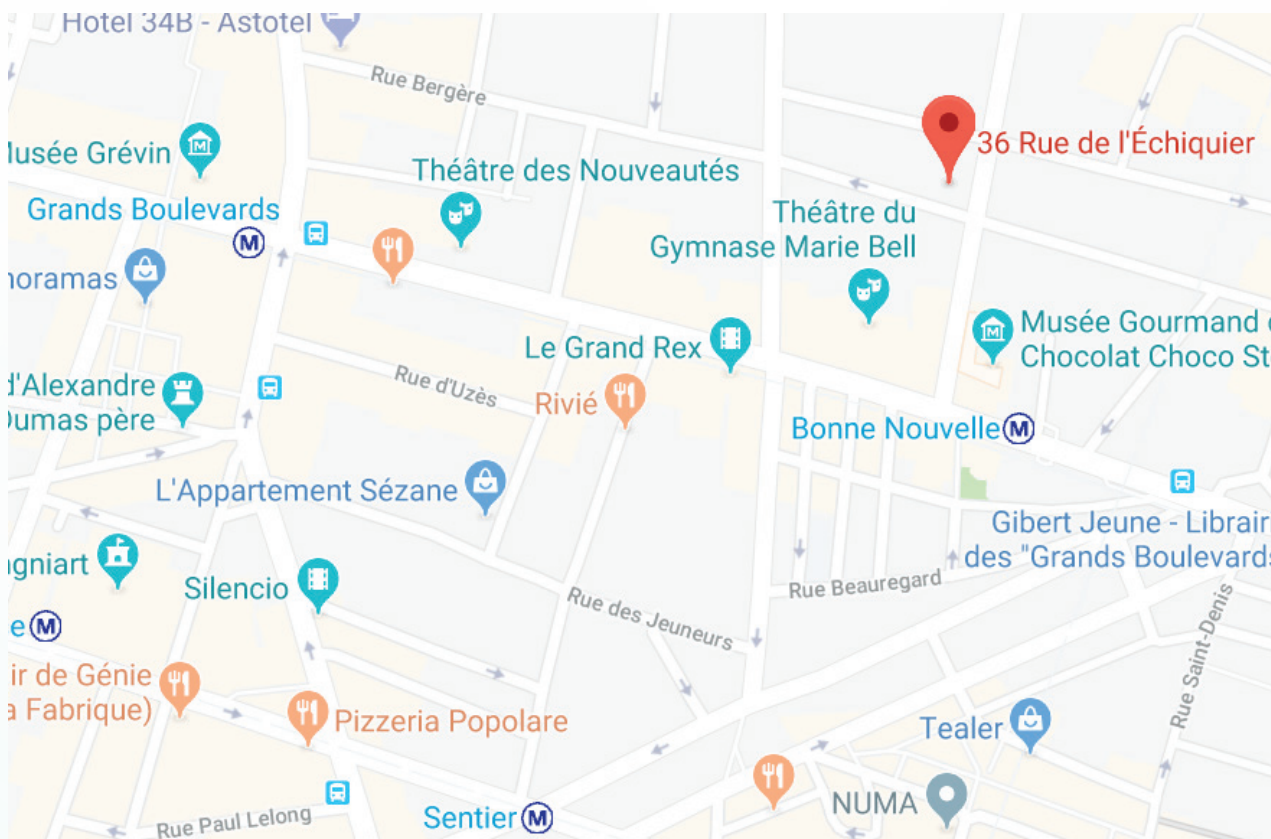 Hotel 34B - Astotel
Rue Bergère
36 Rue de l'Échiquier
Musée Grévin
Théâtre des Nouveautés
Grands Boulevards
M
Théâtre du
Gymnase Marie Bell
noramas
Musée Gourmand
Chocolat Choco St
Le Grand Rex
Rue d'Uzès
d'Alexandre
Dumas père
Rivié
Bonne Nouvelle M
L'Appartement Sézane
Gibert Jeune - Librair
des "Grands Boulevards
gniart
Silencio
Rue Beauregard
Rue des Jeuneurs
Rue Saint-Denis
e M
ir de Génie
a Fabrique)
Pizzeria Popolare
Tealer
NUMA
Sentier M
Rue Paul Lelong